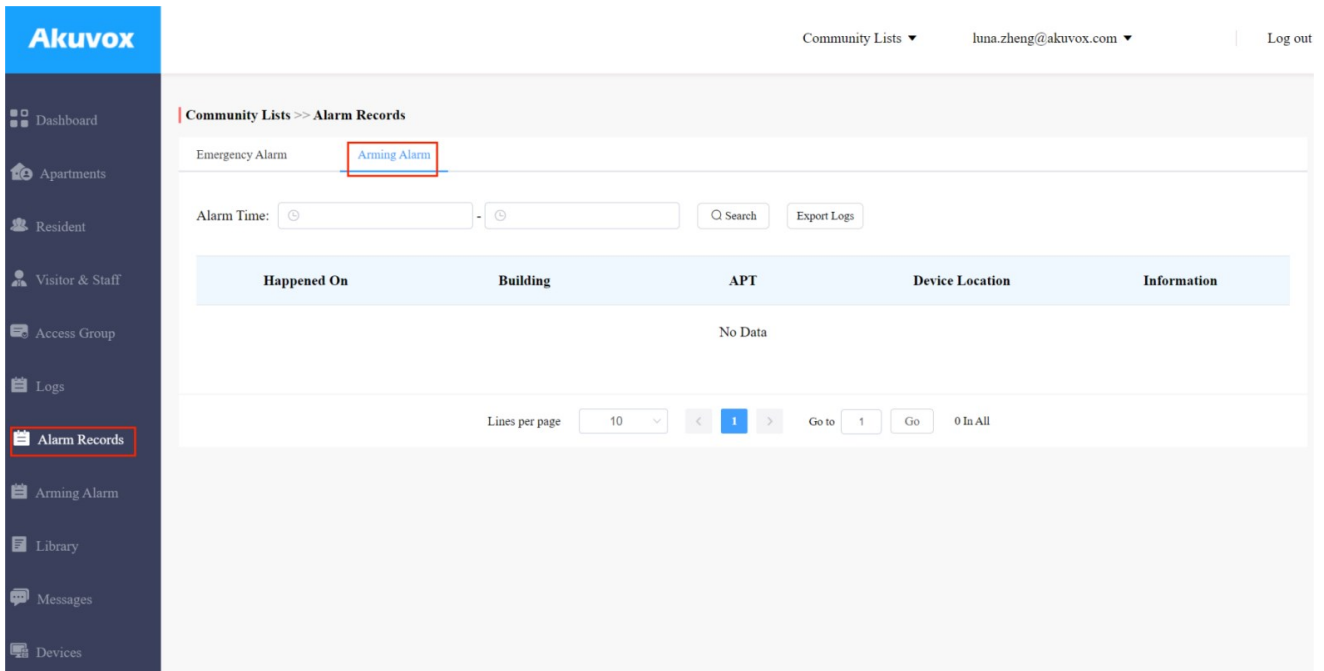 Akuvox
Community Lists
luna.zheng@akuvox.com
Log out
Dashboard
Apartments
Resident
Visitor & Staff
Access Group
Logs
Alarm Records
Arming Alarm
Library
Messages
Devices
Community Lists >> Alarm Records
Emergency Alarm Arming Alarm
Alarm Time: - Search Export Logs
Happened On Building APT Device Location Information
No Data
Lines per page 10 < 1 > Go to 1 Go 0 In All